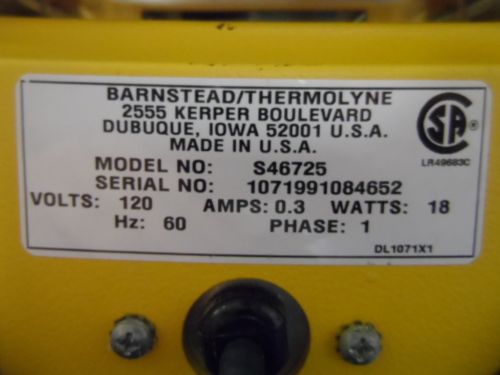 BARNSTEAD/THERMOLYNE
2555 KERPER BOULEVARD
DUBUQUE, IOWA 52001 U.S.A.
MADE IN U.S.A.
SA
LR49683C
MODEL NO: S46725
SERIAL NO: 1071991084652
VOLTS: 120 AMPS: 0.3 WATTS: 18
Hz: 60 PHASE: 1
DL1071X1